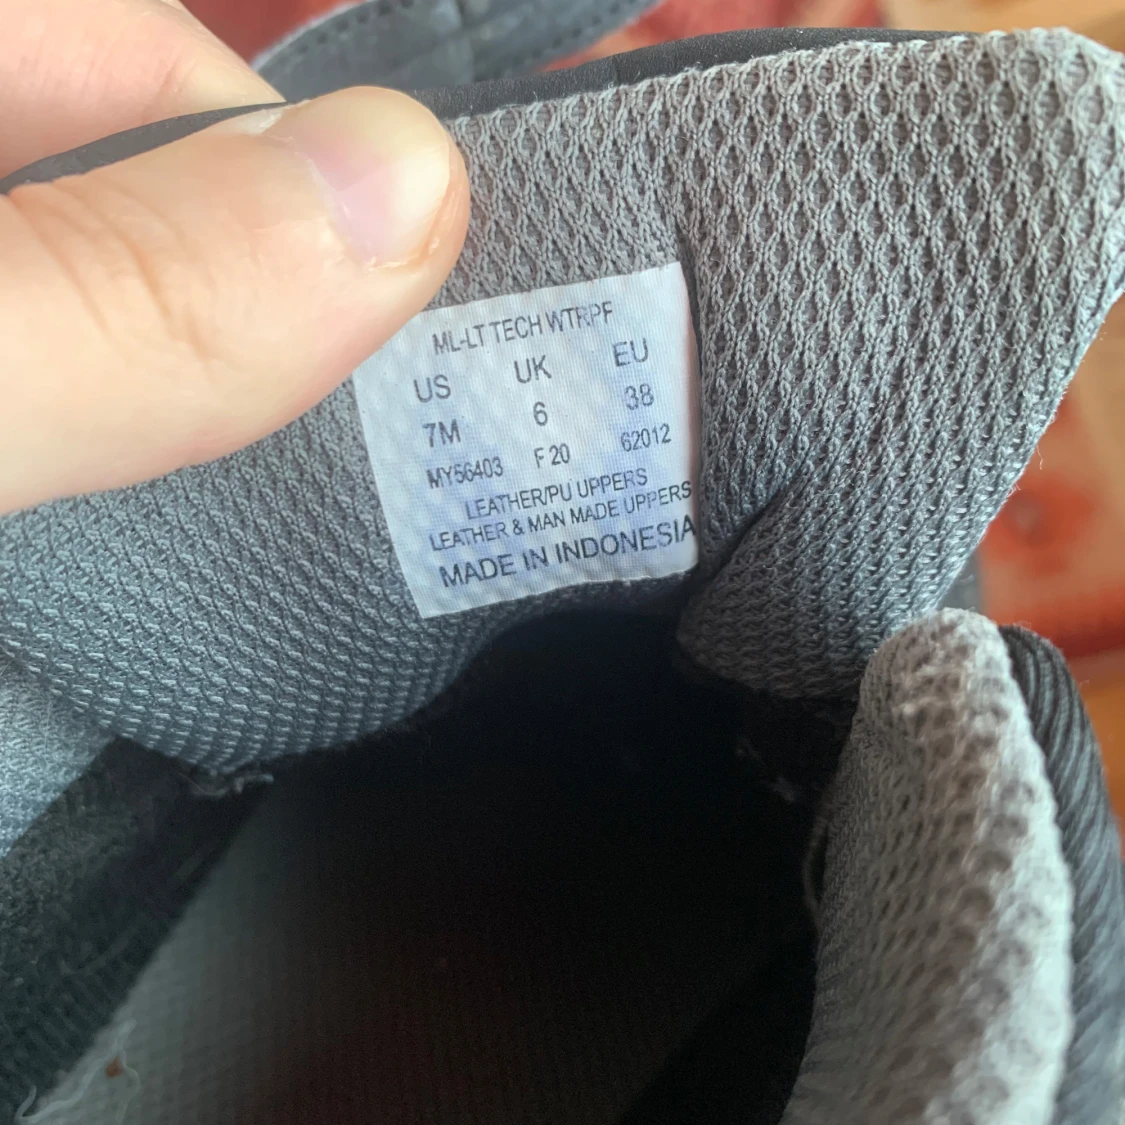 ML-LT TECH WTRPF
US UK EU
7M 6 38
MY56403 F 20 62012
LEATHER/PU UPPERS
LEATHER & MAN MADE UPPERS
MADE IN INDONESIA